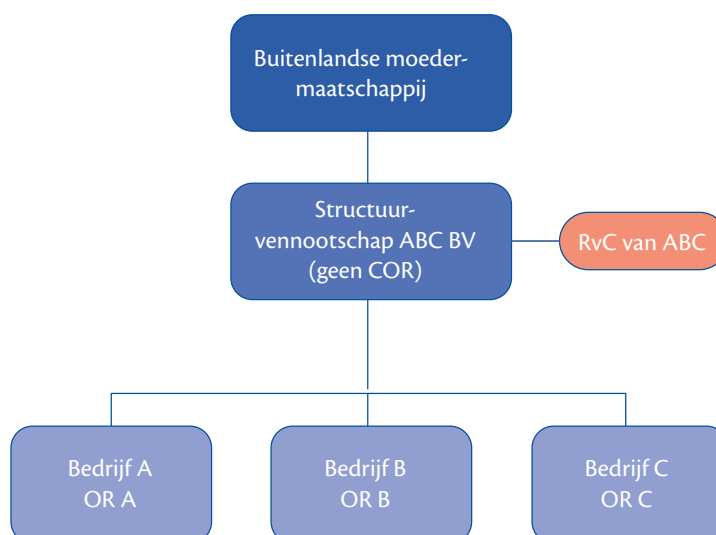 Buitenlandse moeder-
maatschappij
Structuur-
vennootschap ABC BV
(geen COR)
RvC van ABC
Bedrijf A
OR A
Bedrijf B
OR B
Bedrijf C
OR C